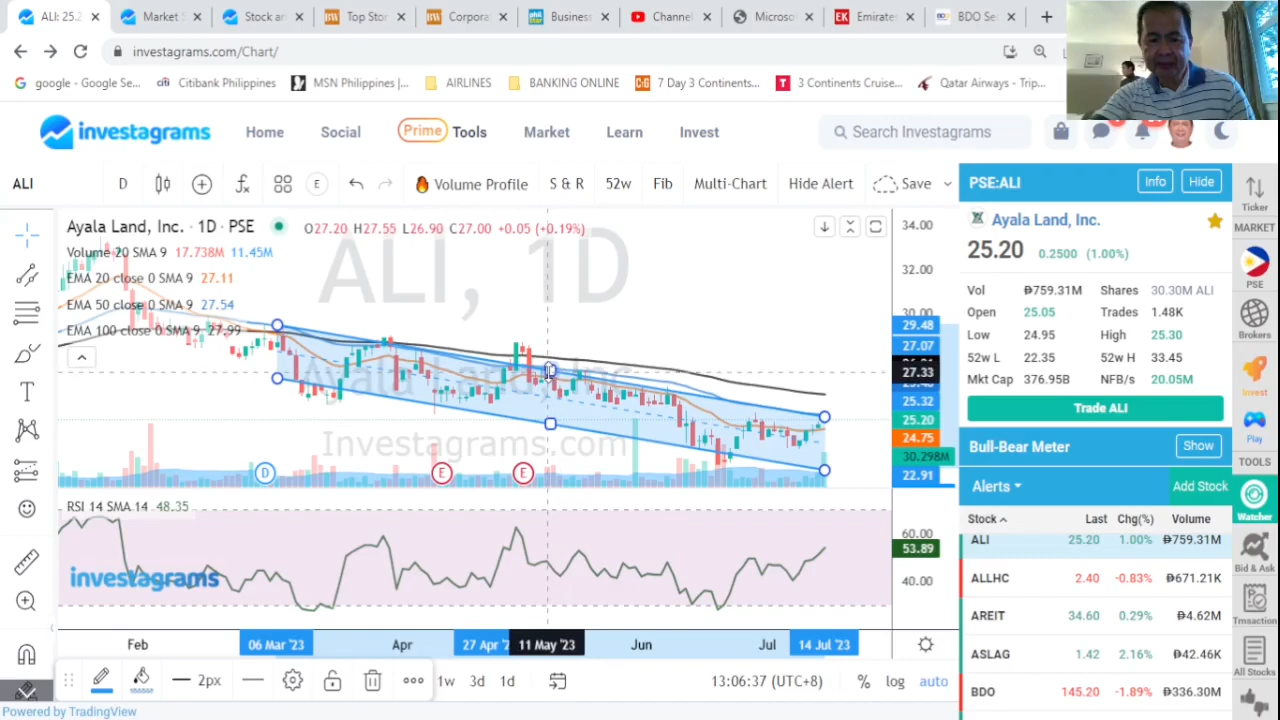 ALI: 25.2
Market
Stock ar
Top Stor
Corpora
Business
Channel
Microso
Emirate
BDO Se
investagrams.com/Chart/
google - Google Se...
Citibank Philippines
MSN Philippines |...
AIRLINES
BANKING ONLINE
7 Day 3 Continents...
3 Continents Cruise...
Qatar Airways - Trip...
investagrams
Home
Social
Prime Tools
Market
Learn
Invest
Search Investagrams
ALI
D
E
Volume Profile
S & R
52w
Fib
Multi-Chart
Hide Alert
Save
PSE:ALI
Info
Hide
Ticker
Ayala Land, Inc. · 1D · PSE
O27.20 H27.55 L26.90 C27.00 +0.05 (+0.19%)
Volume 20 SMA 9 17.738M 11.45M
EMA 20 close 0 SMA 9 27.11
EMA 50 close 0 SMA 9 27.54
EMA 100 close 0 SMA 9 27.99
ALI, 1D
Ayala Land, Inc.
Investagrams.com
34.00
32.00
30.00
29.48
27.07
27.33
25.32
25.20
24.75
30.298M
22.91
D
E
E
RSI 14 SMA 14 48.35
investagrams
60.00
53.89
40.00
Feb
06 Mar '23
Apr
27 Apr '2
11 May '23
Jun
Jul
14 Jul '23
2px
1w
3d
1d
13:06:37 (UTC+8)
%
log
auto
Powered by TradingView
Ayala Land, Inc.
25.20 0.2500 (1.00%)
Vol ₱759.31M Shares 30.30M ALI
Open 25.05 Trades 1.48K
Low 24.95 High 25.30
52w L 22.35 52w H 33.45
Mkt Cap 376.95B NFB/s 20.05M
Trade ALI
Bull-Bear Meter
Show
Alerts
Add Stock
Stock Last Chg(%) Volume
ALI 25.20 1.00% ₱759.31M
ALLHC 2.40 -0.83% ₱671.21K
AREIT 34.60 0.29% ₱4.62M
ASLAG 1.42 2.16% ₱42.46K
BDO 145.20 -1.89% ₱336.30M
MARKET
PSE
Brokers
Invest
Play
TOOLS
Watcher
Bid & Ask
Trnsaction
All Stocks